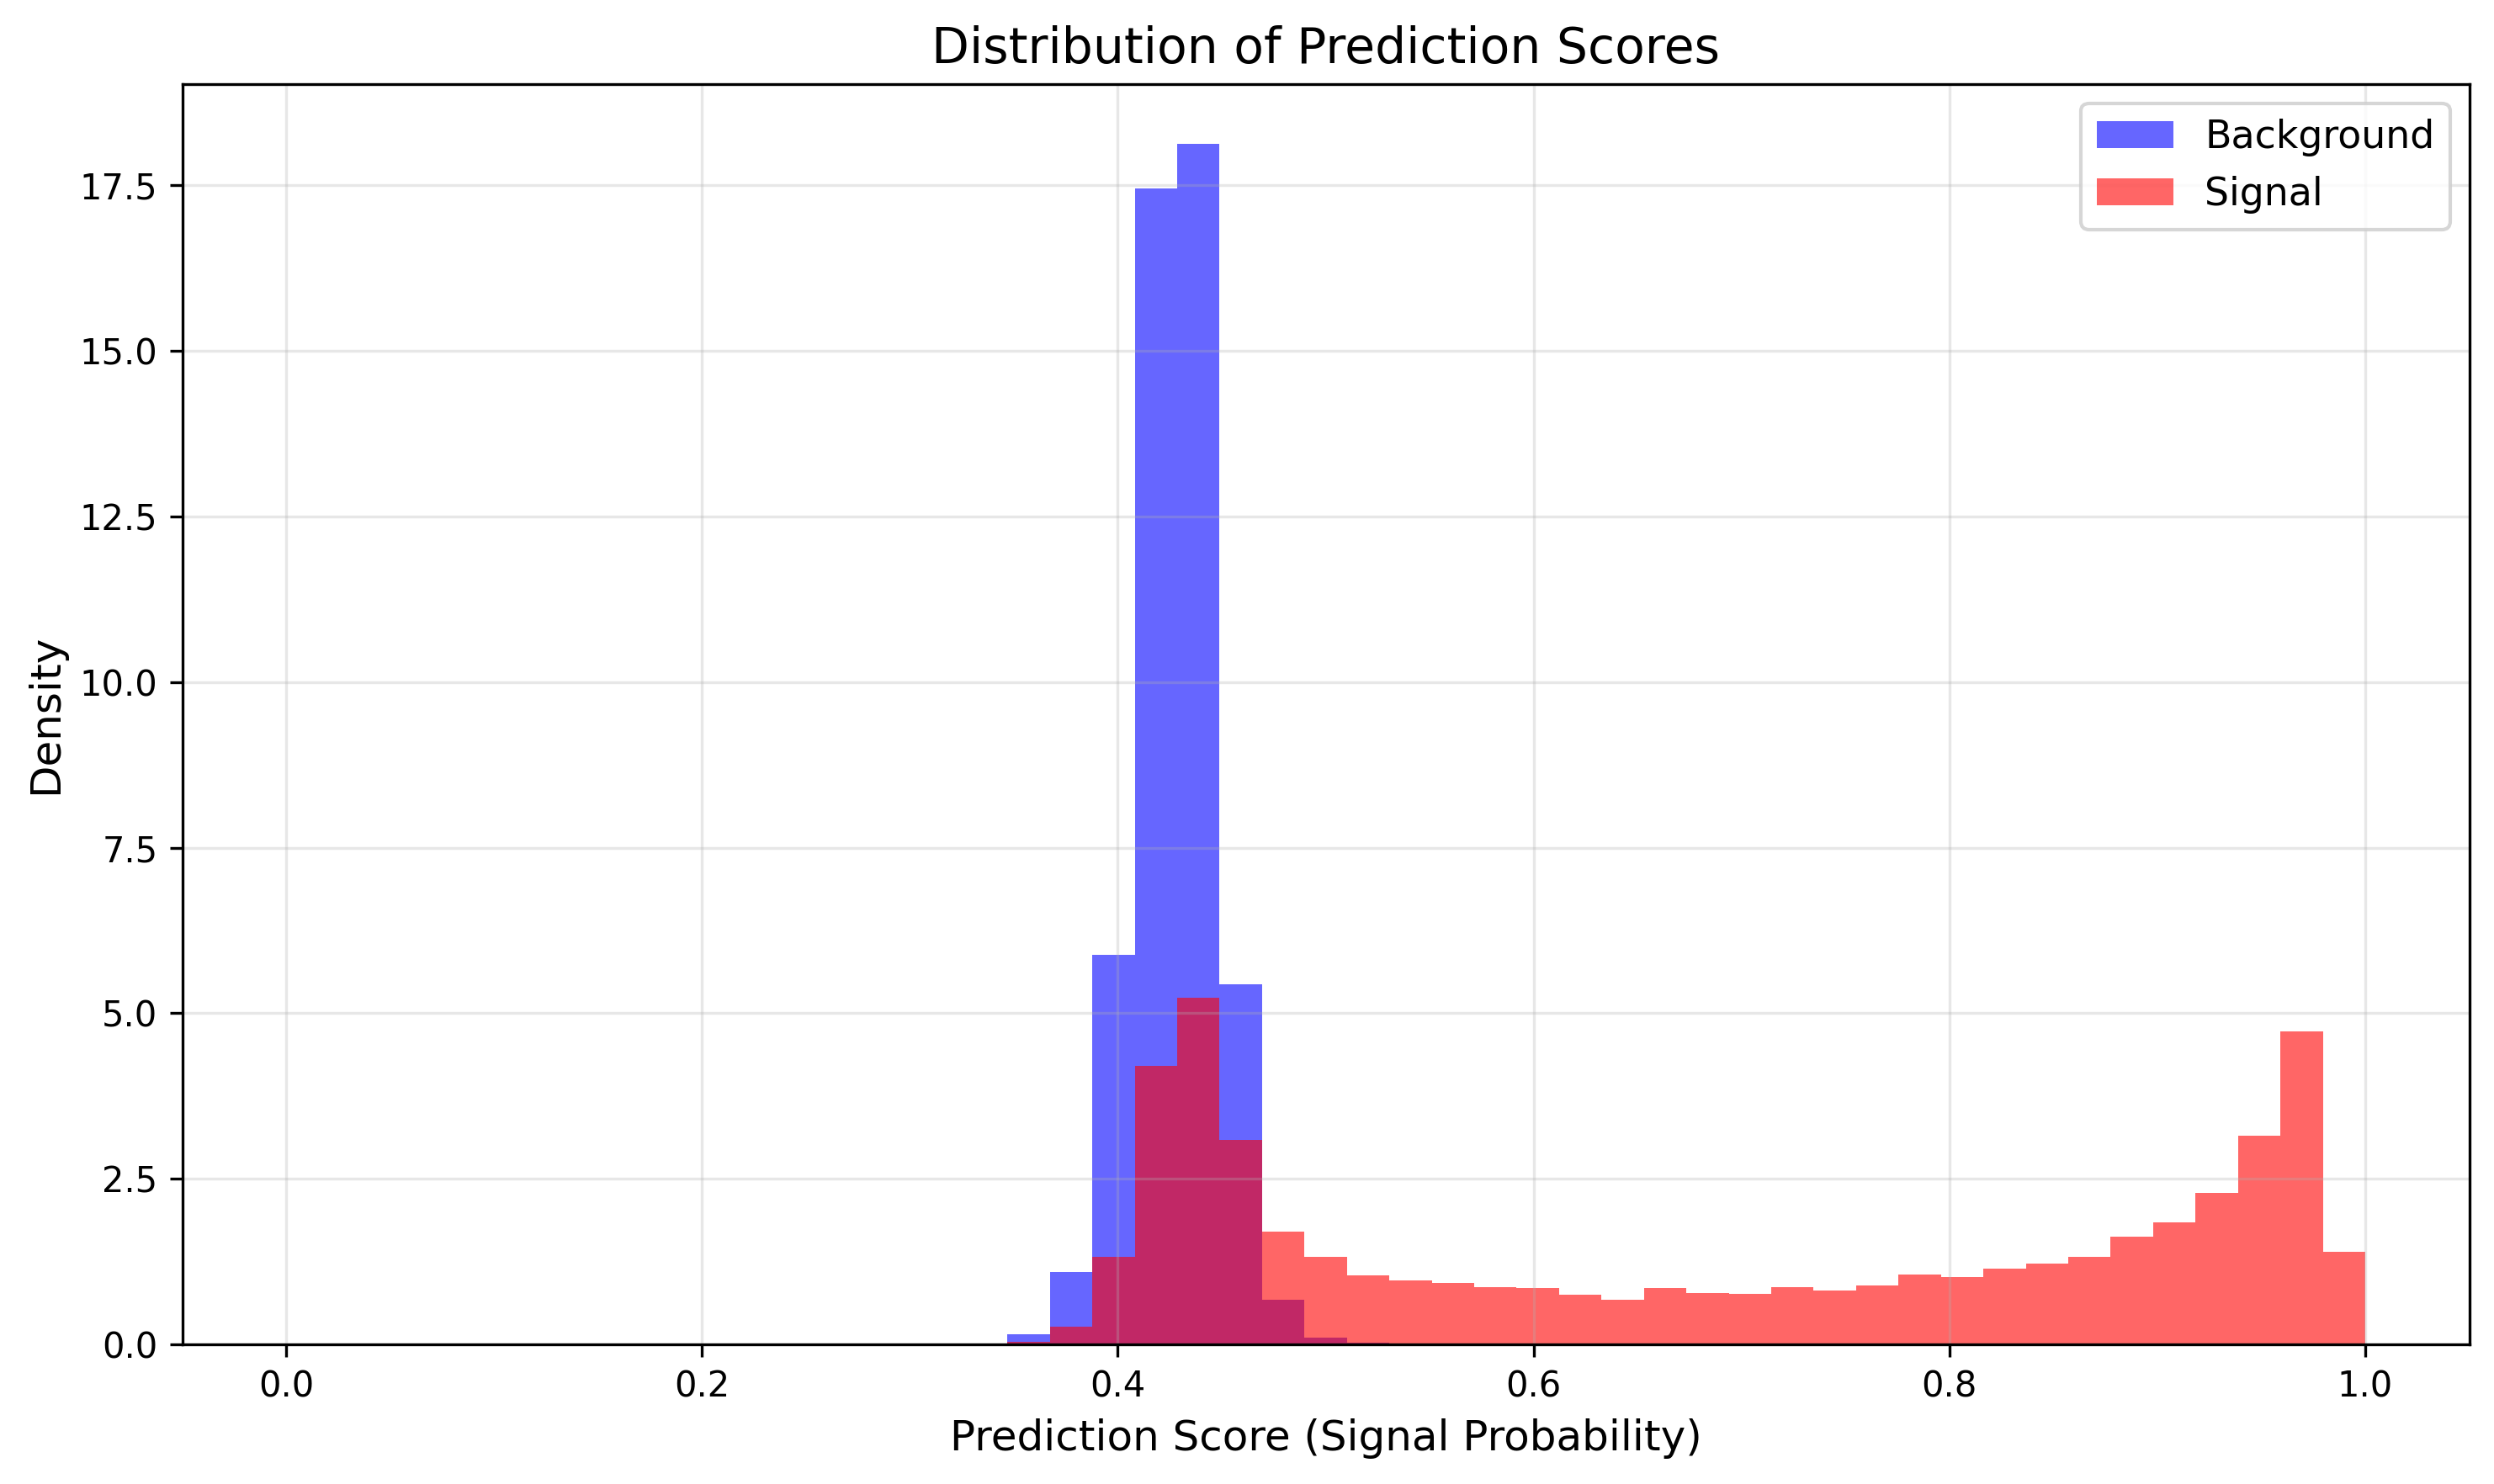 Distribution of Prediction Scores
Background
Signal
17.5
15.0
12.5
10.0
7.5
5.0
2.5
0.0
Density
0.0 0.2 0.4 0.6 0.8 1.0
Prediction Score (Signal Probability)